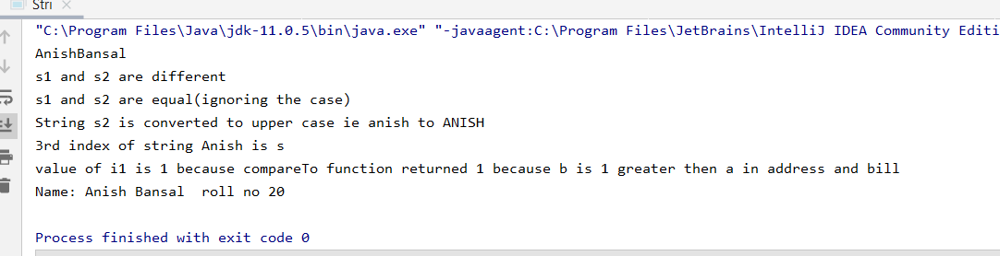 Stri
"C:\Program Files\Java\jdk-11.0.5\bin\java.exe" "-javaagent:C:\Program Files\JetBrains\IntelliJ IDEA Community Editi
AnishBansal
s1 and s2 are different
s1 and s2 are equal(ignoring the case)
String s2 is converted to upper case ie anish to ANISH
3rd index of string Anish is s
value of i1 is 1 because compareTo function returned 1 because b is 1 greater then a in address and bill
Name: Anish Bansal  roll no 20
Process finished with exit code 0